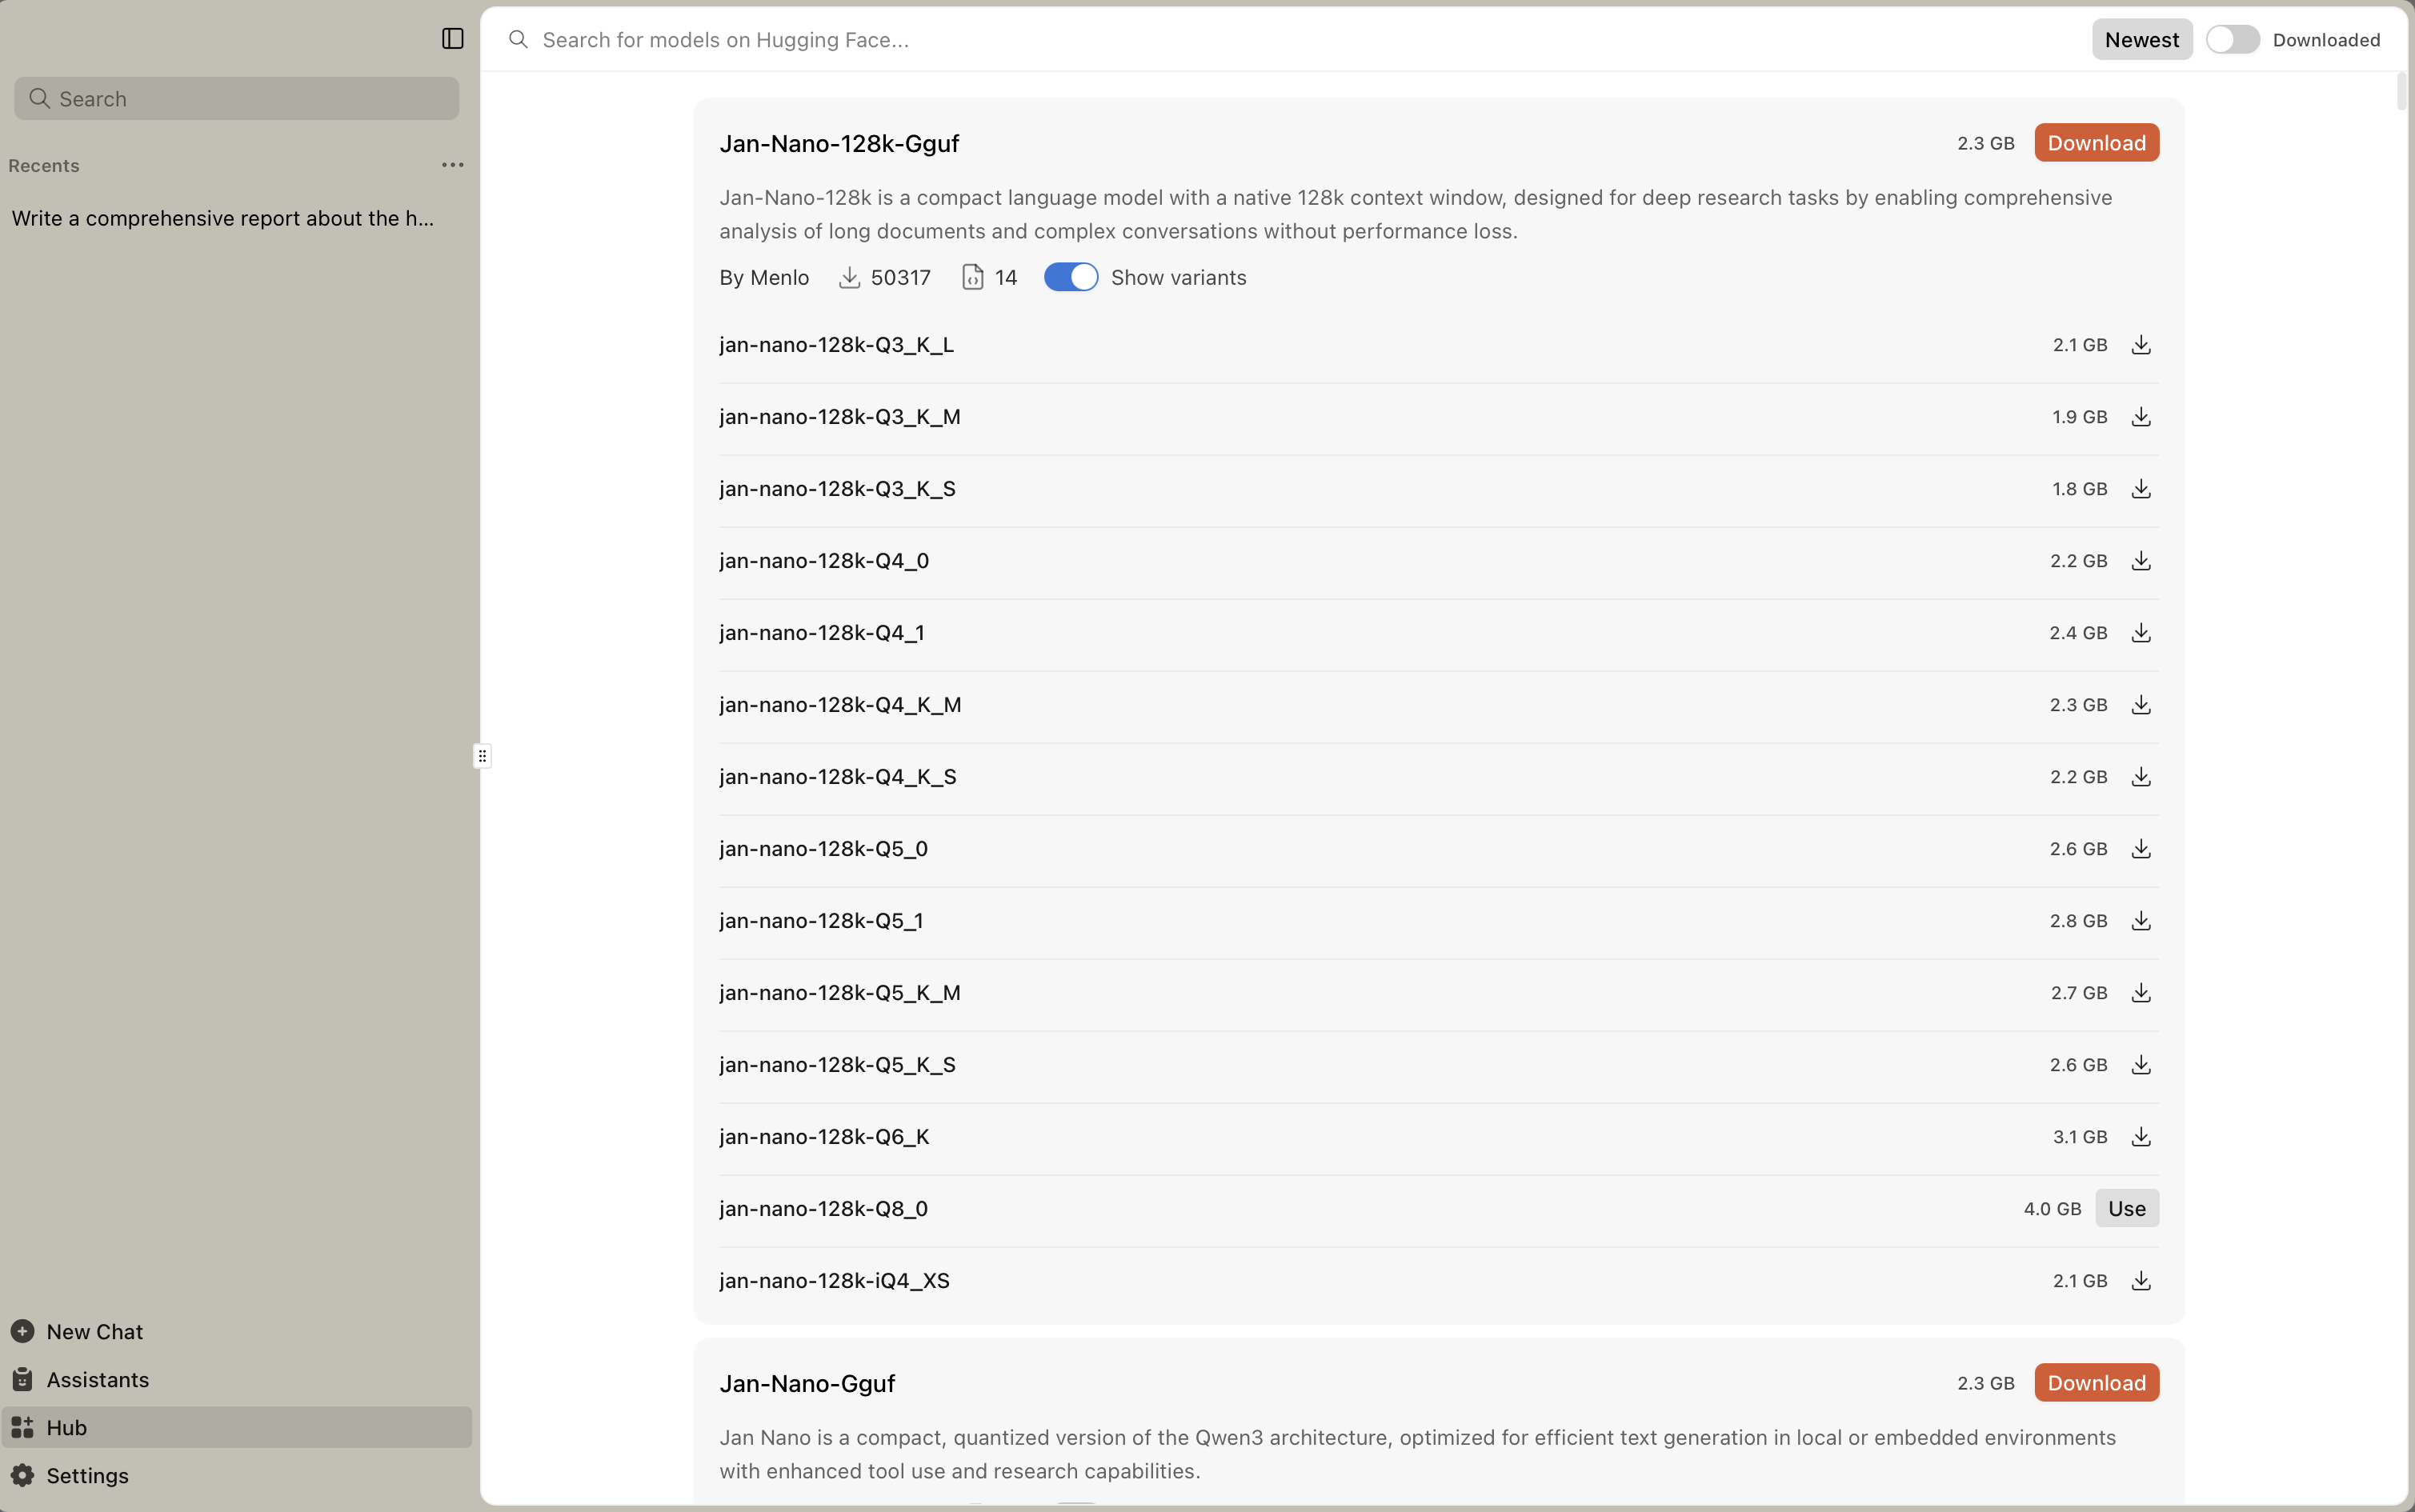 Search
Recents
Write a comprehensive report about the h...
New Chat
Assistants
Hub
Settings
Search for models on Hugging Face...
Newest
Downloaded
Jan-Nano-128k-Gguf
2.3 GB
Download
Jan-Nano-128k is a compact language model with a native 128k context window, designed for deep research tasks by enabling comprehensive
analysis of long documents and complex conversations without performance loss.
By Menlo 50317 14 Show variants
jan-nano-128k-Q3_K_L 2.1 GB
jan-nano-128k-Q3_K_M 1.9 GB
jan-nano-128k-Q3_K_S 1.8 GB
jan-nano-128k-Q4_0 2.2 GB
jan-nano-128k-Q4_1 2.4 GB
jan-nano-128k-Q4_K_M 2.3 GB
jan-nano-128k-Q4_K_S 2.2 GB
jan-nano-128k-Q5_0 2.6 GB
jan-nano-128k-Q5_1 2.8 GB
jan-nano-128k-Q5_K_M 2.7 GB
jan-nano-128k-Q5_K_S 2.6 GB
jan-nano-128k-Q6_K 3.1 GB
jan-nano-128k-Q8_0 4.0 GB Use
jan-nano-128k-iQ4_XS 2.1 GB
Jan-Nano-Gguf
2.3 GB
Download
Jan Nano is a compact, quantized version of the Qwen3 architecture, optimized for efficient text generation in local or embedded environments
with enhanced tool use and research capabilities.